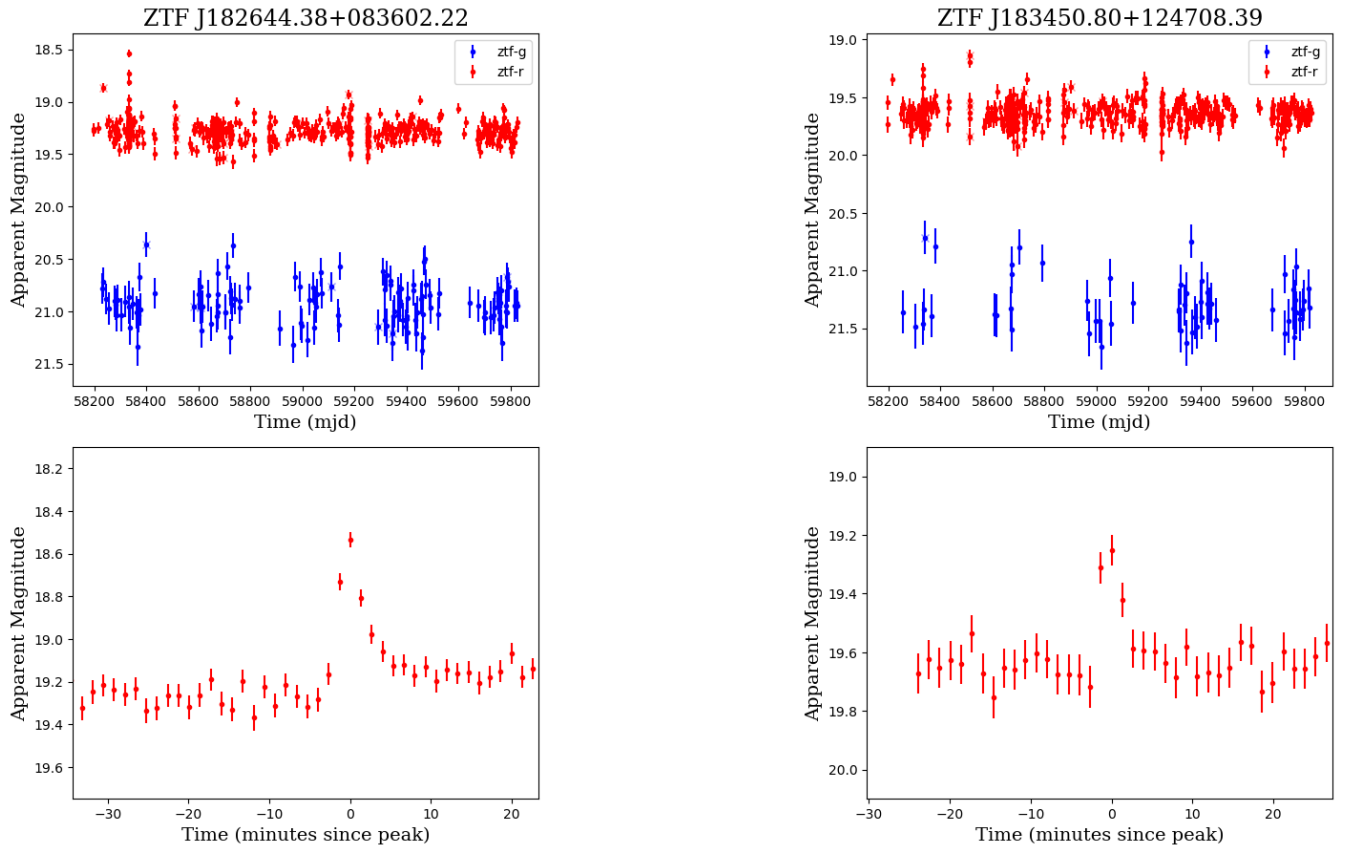 ZTF J182644.38+083602.22
18.5
19.0
19.5
20.0
20.5
21.0
21.5
Apparent Magnitude
ztf-g
ztf-r
58200 58400 58600 58800 59000 59200 59400 59600 59800
Time (mjd)
ZTF J183450.80+124708.39
19.0
19.5
20.0
20.5
21.0
21.5
Apparent Magnitude
ztf-g
ztf-r
58200 58400 58600 58800 59000 59200 59400 59600 59800
Time (mjd)
18.2
18.4
18.6
18.8
19.0
19.2
19.4
19.6
Apparent Magnitude
−30 −20 −10 0 10 20
Time (minutes since peak)
19.0
19.2
19.4
19.6
19.8
20.0
Apparent Magnitude
−30 −20 −10 0 10 20
Time (minutes since peak)